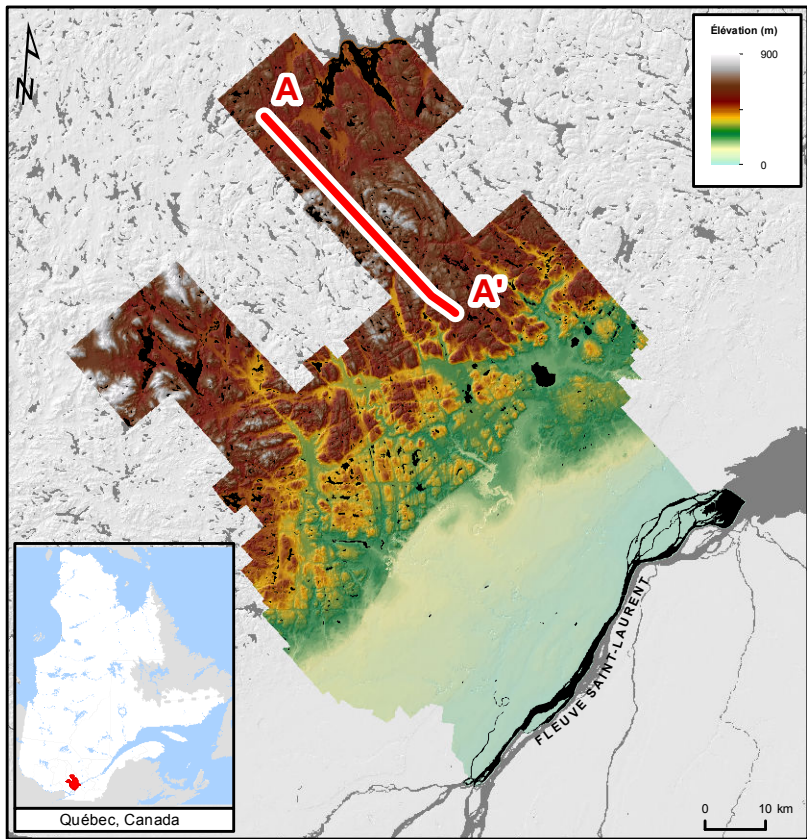 N
A
A'
Élévation (m)
900
0
FLEUVE SAINT-LAURENT
0 10 km
Québec, Canada